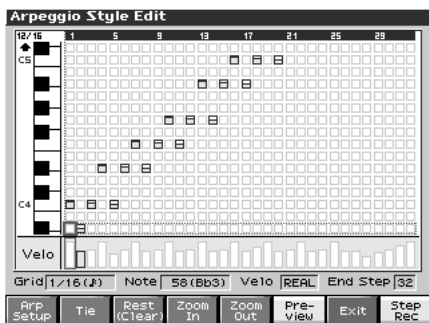 Arpeggio Style Edit
12/16 1 5 9 13 17 21 25 29
C5
C4
Velo
Grid 1/16(♪) Note 58(Bb3) Velo REAL End Step 32
Arp Setup Tie Rest (Clear) Zoom In Zoom Out Pre-view Exit Step Rec